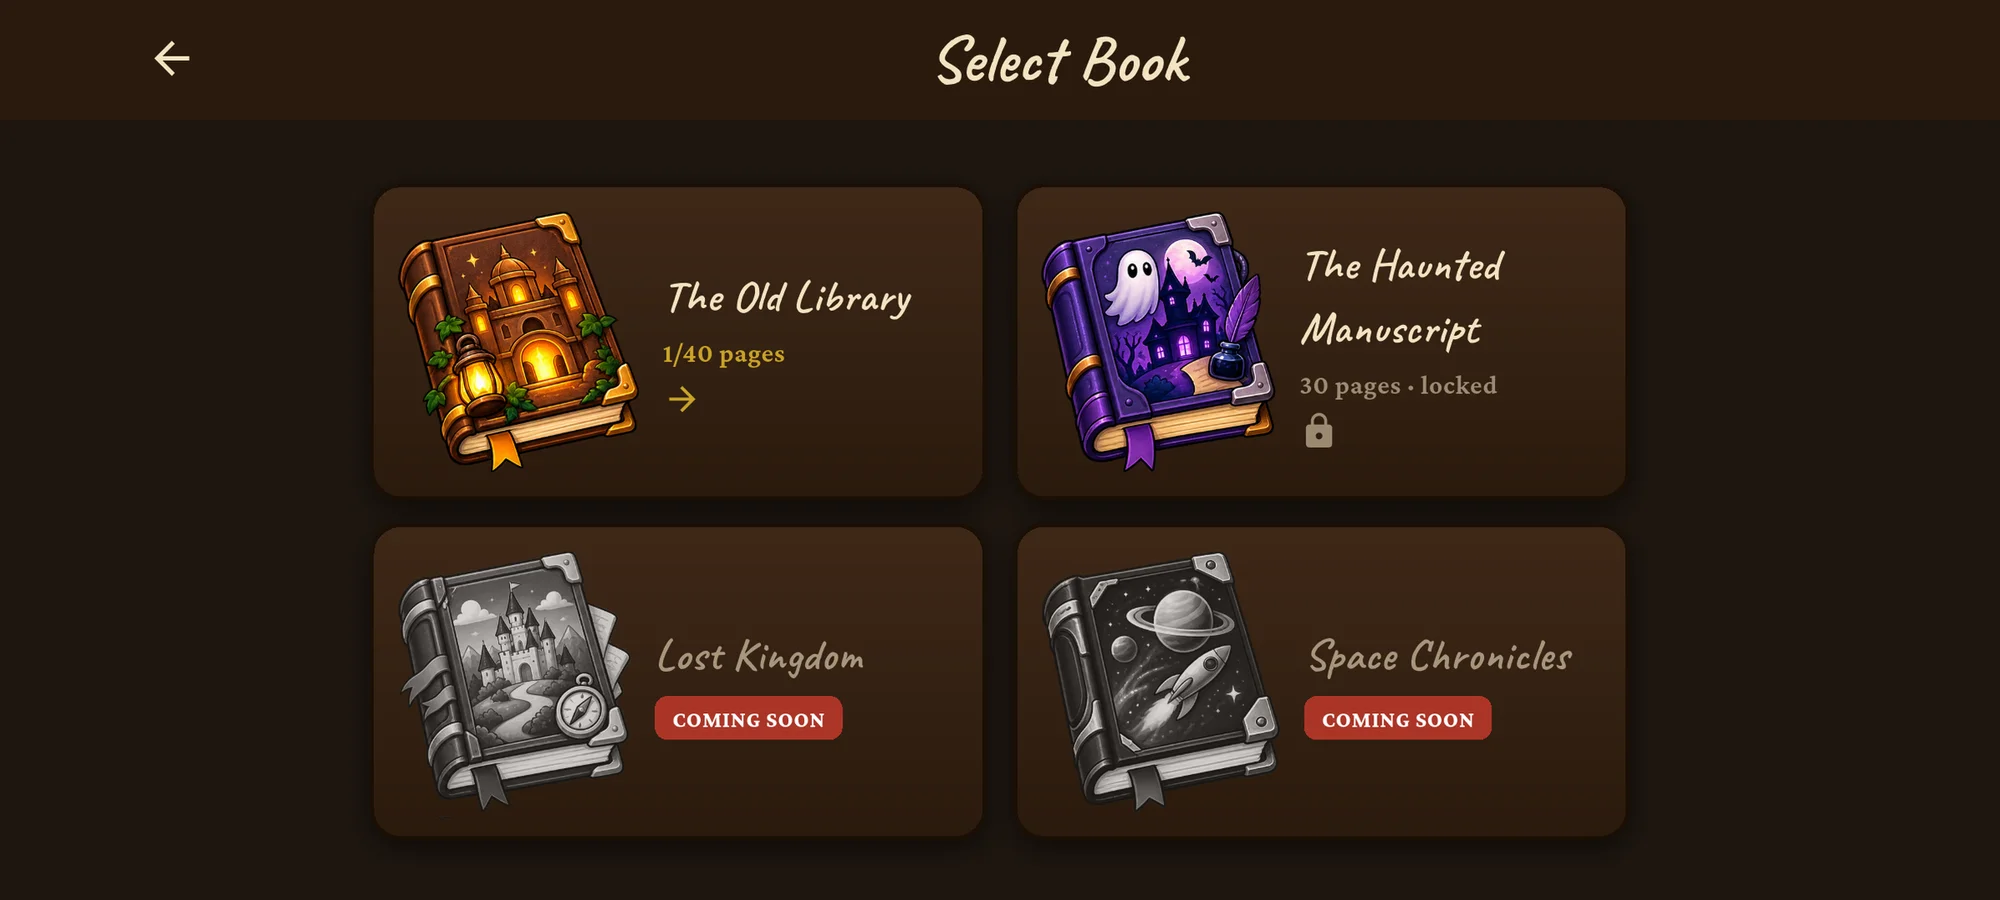 Select Book
The Old Library
1/40 pages
The Haunted
Manuscript
30 pages • locked
Lost Kingdom
COMING SOON
Space Chronicles
COMING SOON